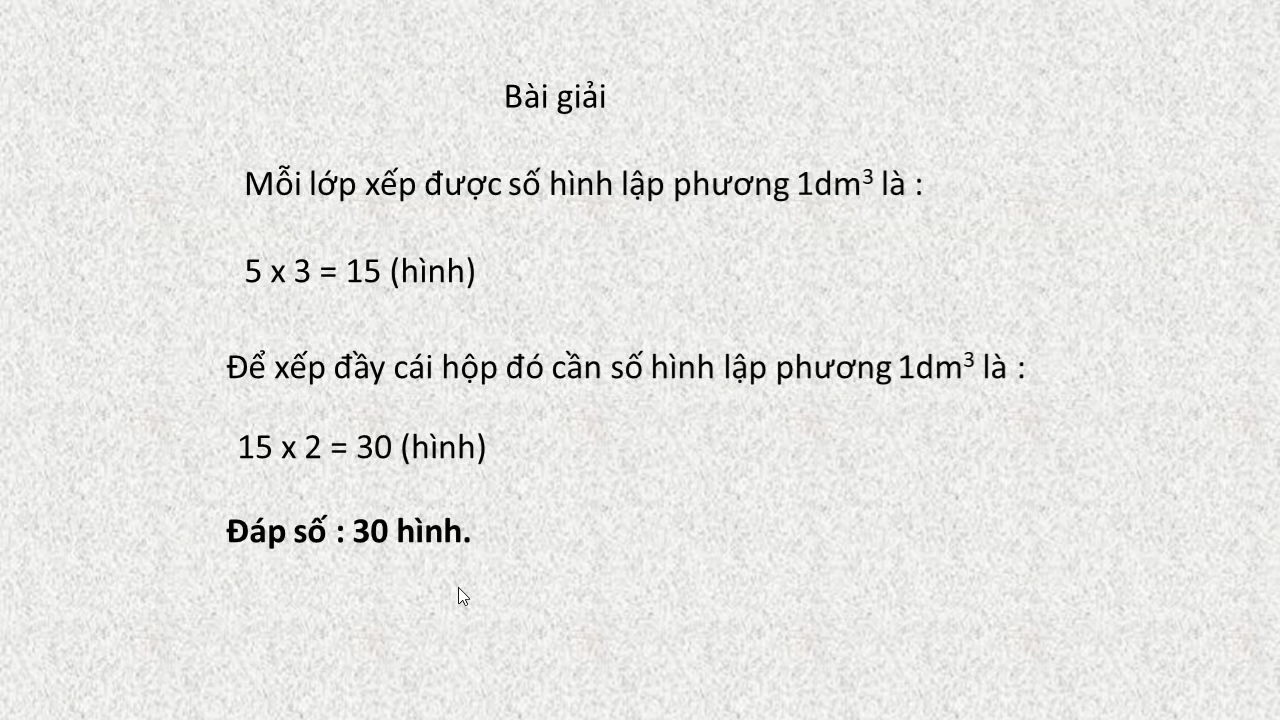 Bài giải
Mỗi lớp xếp được số hình lập phương 1dm³ là :
5 x 3 = 15 (hình)
Để xếp đầy cái hộp đó cần số hình lập phương 1dm³ là :
15 x 2 = 30 (hình)
Đáp số : 30 hình.